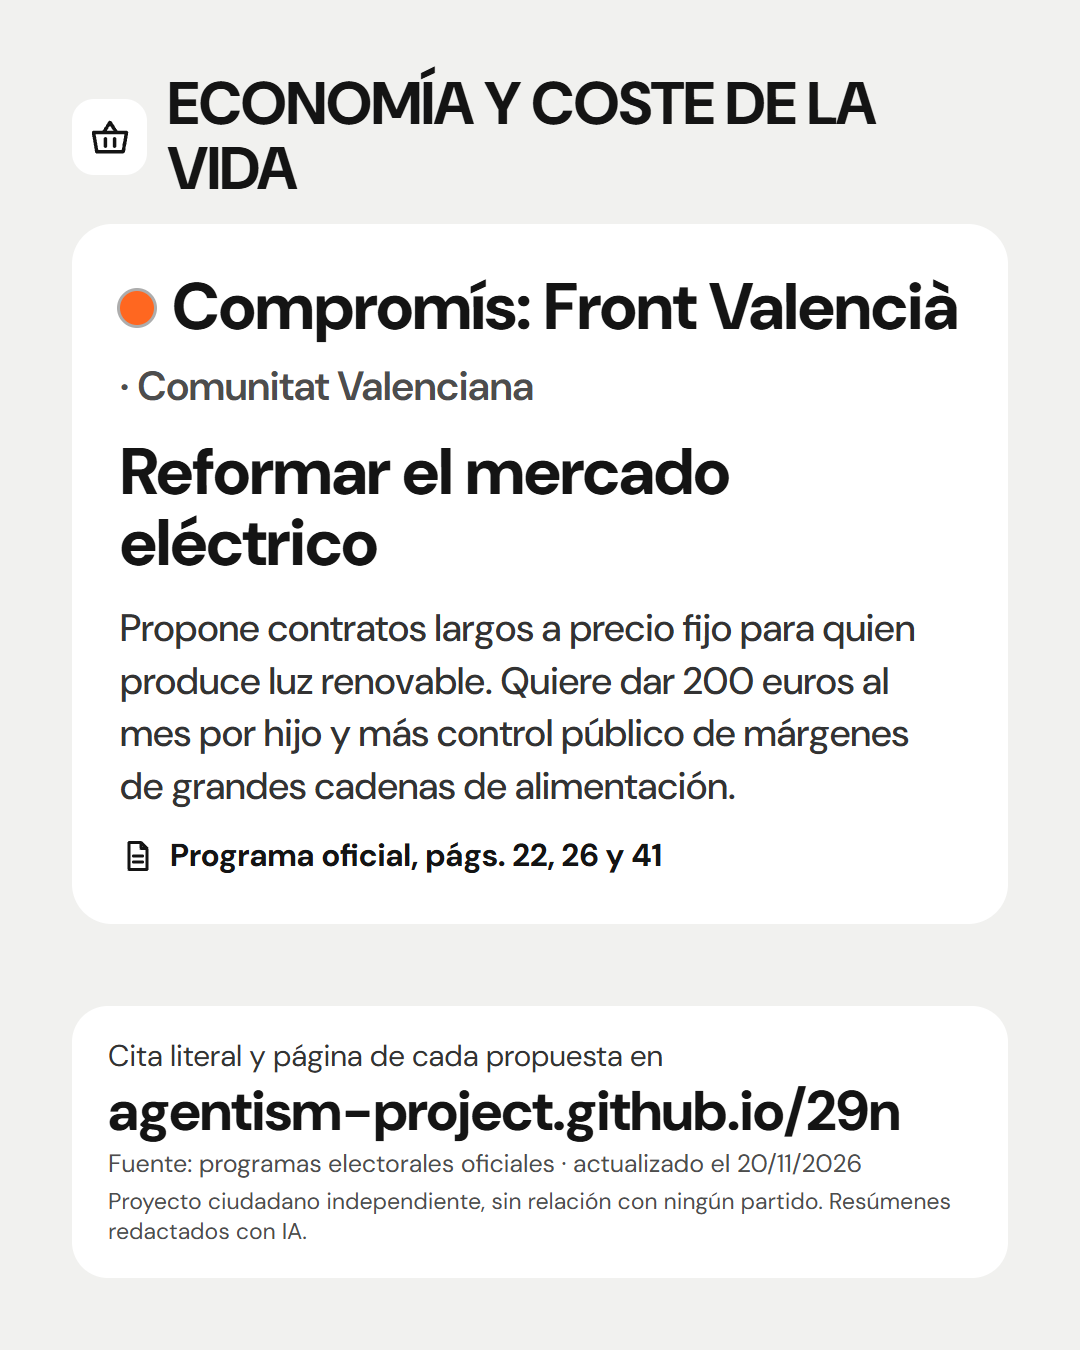 ECONOMÍA Y COSTE DE LA
VIDA
Compromís: Front Valencià
· Comunitat Valenciana
Reformar el mercado
eléctrico
Propone contratos largos a precio fijo para quien
produce luz renovable. Quiere dar 200 euros al
mes por hijo y más control público de márgenes
de grandes cadenas de alimentación.
Programa oficial, págs. 22, 26 y 41
Cita literal y página de cada propuesta en
agentism-project.github.io/29n
Fuente: programas electorales oficiales · actualizado el 20/11/2026
Proyecto ciudadano independiente, sin relación con ningún partido. Resúmenes
redactados con IA.